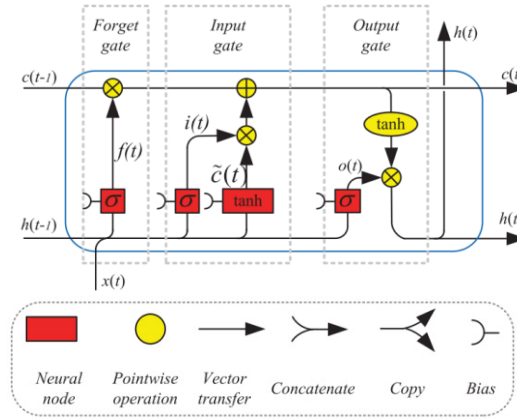 Forget gate
Input gate
Output gate
h(t)
c(t-1)
c(t
tanh
i(t)
f(t)
c̃(t)
o(t)
σ
σ
tanh
σ
h(t-1)
h(t
x(t)
Neural node
Pointwise operation
Vector transfer
Concatenate
Copy
Bias